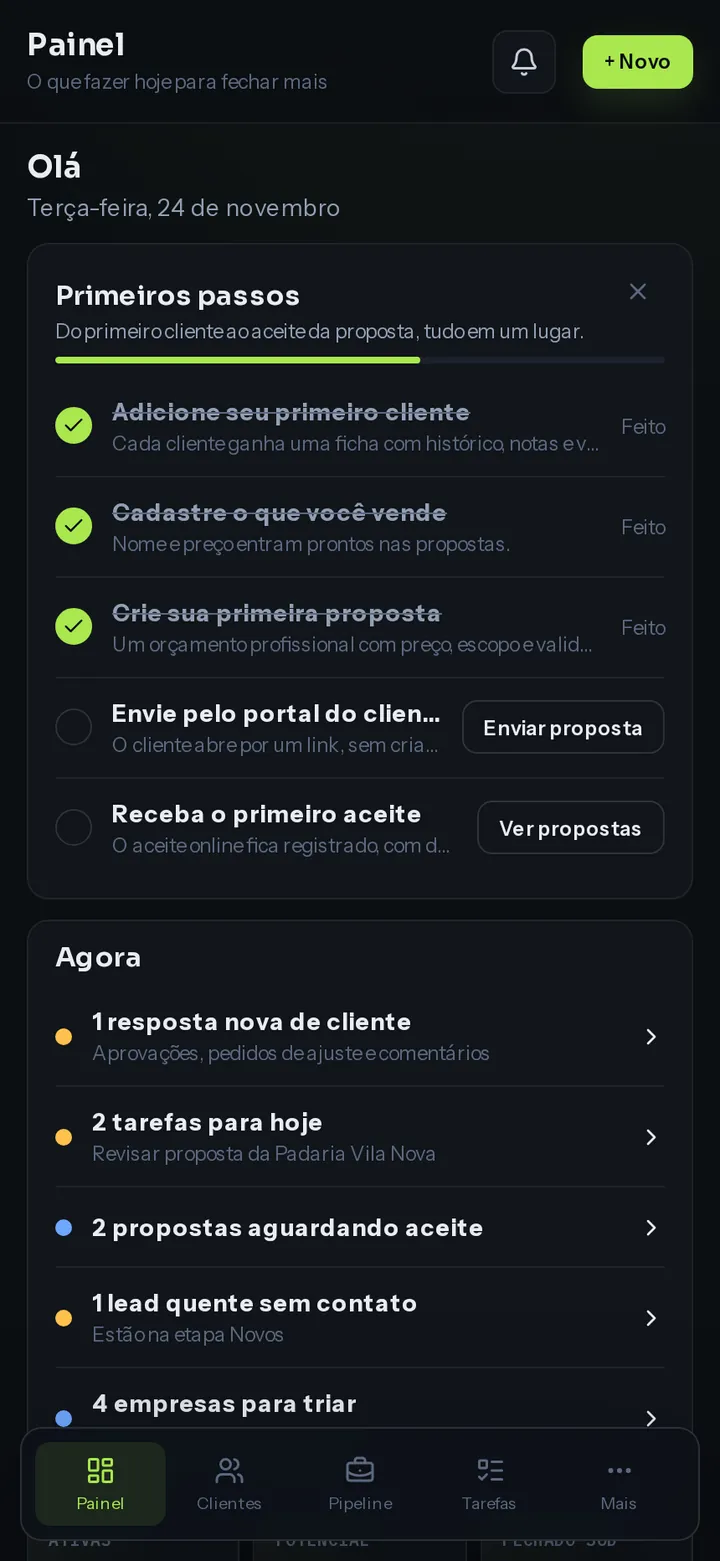 Painel
O que fazer hoje para fechar mais
+ Novo
Olá
Terça-feira, 24 de novembro
Primeiros passos
Do primeiro cliente ao aceite da proposta, tudo em um lugar.
Adicione seu primeiro cliente
Cada cliente ganha uma ficha com histórico, notas e v...
Feito
Cadastre o que você vende
Nome e preço entram prontos nas propostas.
Feito
Crie sua primeira proposta
Um orçamento profissional com preço, escopo e valid...
Feito
Envie pelo portal do clien...
O cliente abre por um link, sem cria...
Enviar proposta
Receba o primeiro aceite
O aceite online fica registrado, com d...
Ver propostas
Agora
1 resposta nova de cliente
Aprovações, pedidos de ajuste e comentários
2 tarefas para hoje
Revisar proposta da Padaria Vila Nova
2 propostas aguardando aceite
1 lead quente sem contato
Estão na etapa Novos
4 empresas para triar
Painel
Clientes
Pipeline
Tarefas
Mais
ATIVAS
POTENCIAL
FECHADO